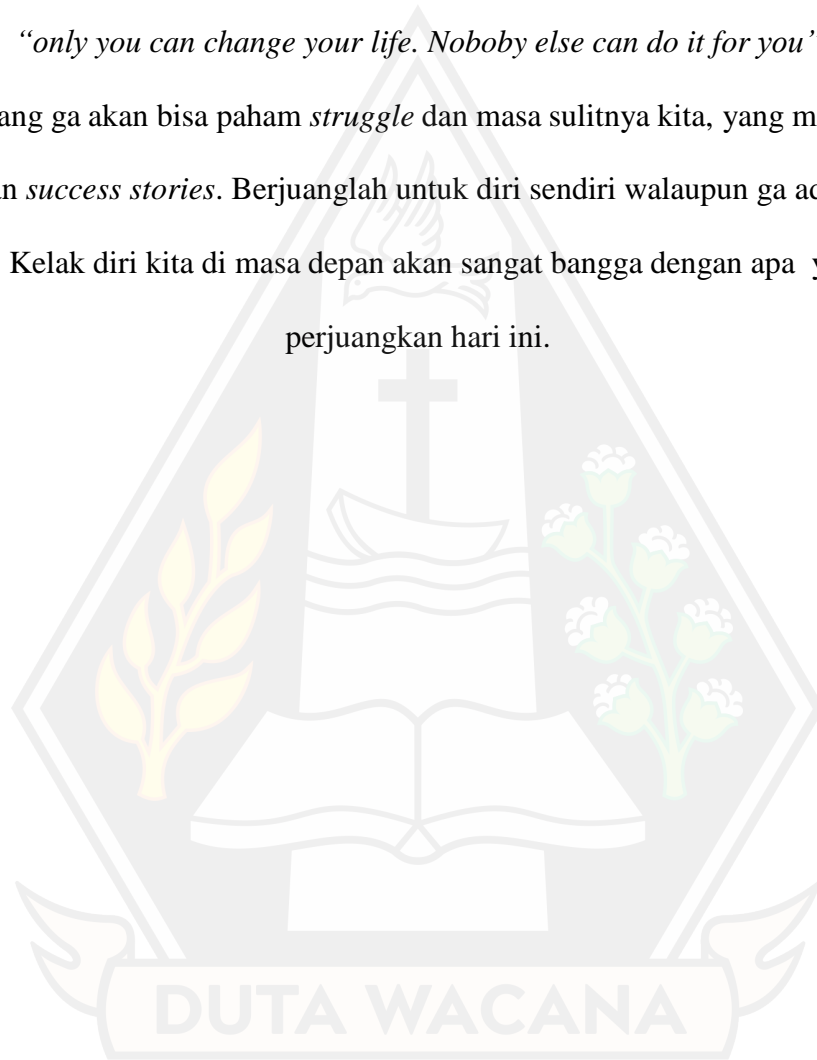 “only you can change your life. Noboby else can do it for you”
ang ga akan bisa paham struggle dan masa sulitnya kita, yang m
n success stories. Berjuanglah untuk diri sendiri walaupun ga a
Kelak diri kita di masa depan akan sangat bangga dengan apa y
perjuangkan hari ini.
DUTA WACANA